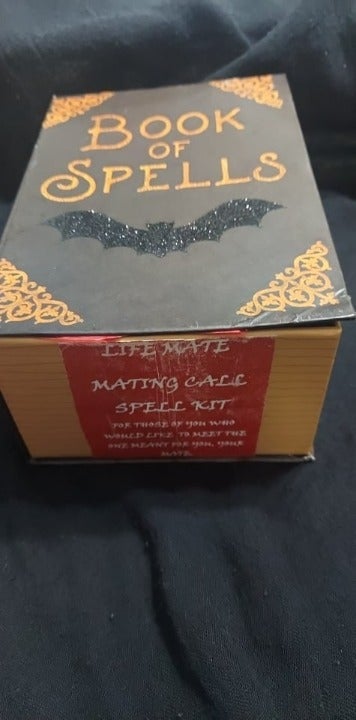 BOOK
OF
SPELLS
LIFE MATE
MATING CALL
SPELL KIT
FOR THOSE OF YOU WHO
WOULD LIKE TO MEET THE
ONE MEANT FOR YOU, YOUR
MATE